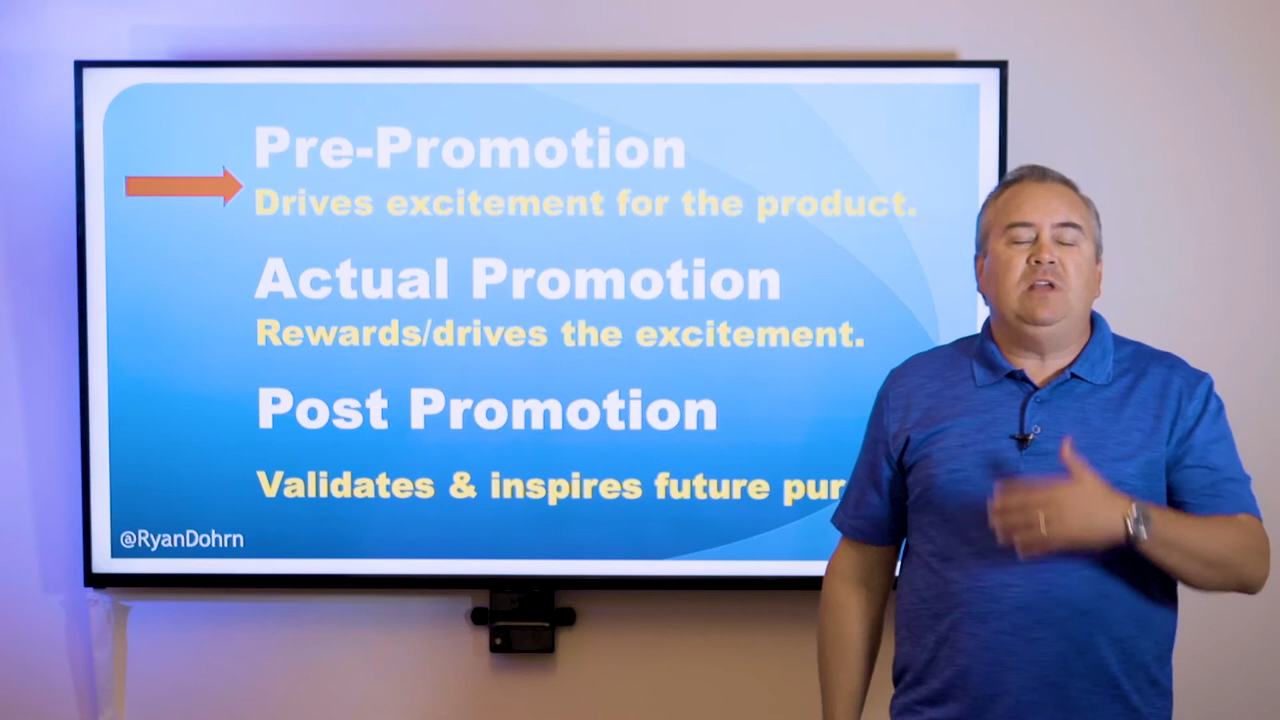 Pre-Promotion
Drives excitement for the product.
Actual Promotion
Rewards/drives the excitement.
Post Promotion
Validates & inspires future
@RyanDohrn